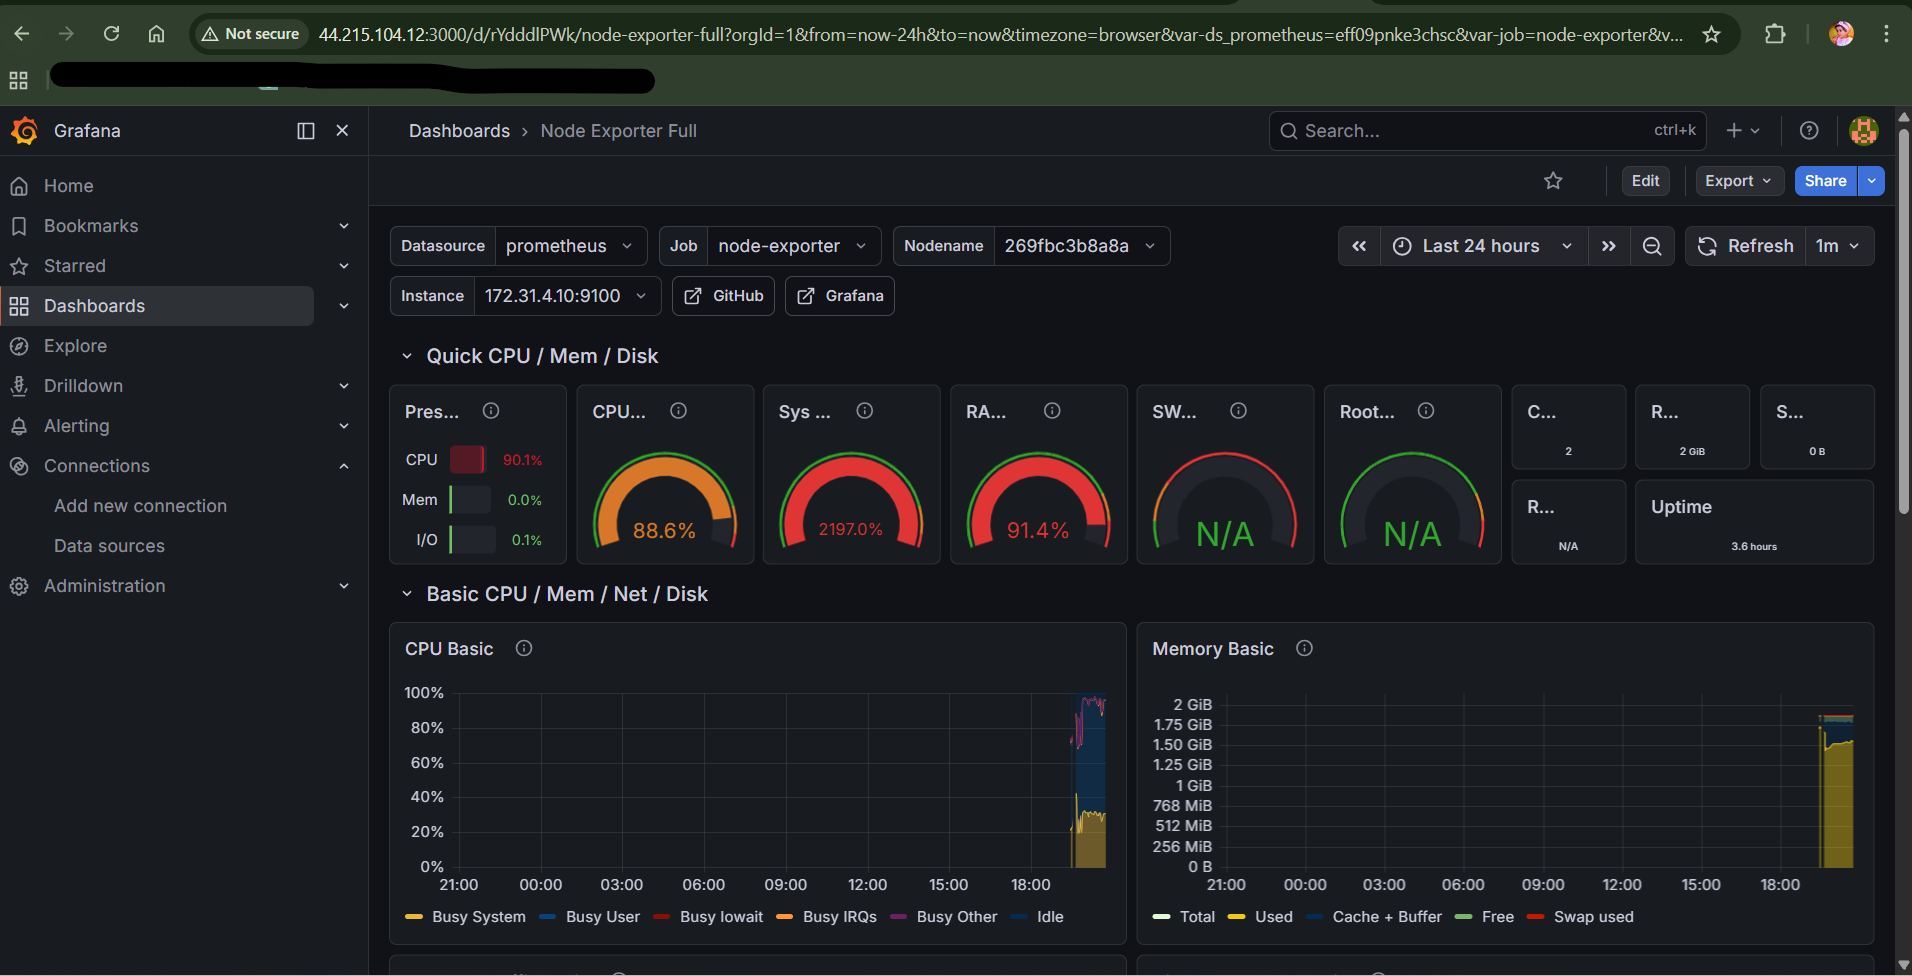 Not secure 44.215.104.12:3000/d/rYdddlPWk/node-exporter-full?orgId=1&from=now-24h&to=now&timezone=browser&var-ds_prometheus=eff09pnke3chsc&var-job=node-exporter&v...
Grafana
Dashboards › Node Exporter Full
Search... ctrl+k
Home
Bookmarks
Starred
Dashboards
Explore
Drilldown
Alerting
Connections
Add new connection
Data sources
Administration
Edit Export Share
Datasource prometheus Job node-exporter Nodename 269fbc3b8a8a
Last 24 hours Refresh 1m
Instance 172.31.4.10:9100 GitHub Grafana
Quick CPU / Mem / Disk
Pres...
CPU 90.1%
Mem 0.0%
I/O 0.1%
CPU...
88.6%
Sys ...
2197.0%
RA...
91.4%
SW...
N/A
Root...
N/A
C...
2
R...
2 GiB
S...
0 B
R...
N/A
Uptime
3.6 hours
Basic CPU / Mem / Net / Disk
CPU Basic
100%
80%
60%
40%
20%
0%
21:00 00:00 03:00 06:00 09:00 12:00 15:00 18:00
Busy System Busy User Busy Iowait Busy IRQs Busy Other Idle
Memory Basic
2 GiB
1.75 GiB
1.50 GiB
1.25 GiB
1 GiB
768 MiB
512 MiB
256 MiB
0 B
21:00 00:00 03:00 06:00 09:00 12:00 15:00 18:00
Total Used Cache + Buffer Free Swap used